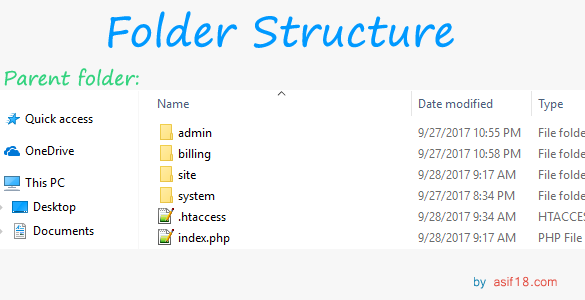 Folder Structure
Parent folder:
Name Date modified Type
Quick access
OneDrive
This PC
Desktop
Documents
admin 9/27/2017 10:55 PM File folde
billing 9/27/2017 10:58 PM File folde
site 9/28/2017 9:17 AM File folde
system 9/27/2017 8:34 PM File folde
.htaccess 9/28/2017 9:34 AM HTACCES
index.php 9/28/2017 9:17 AM PHP File
by asif18.com